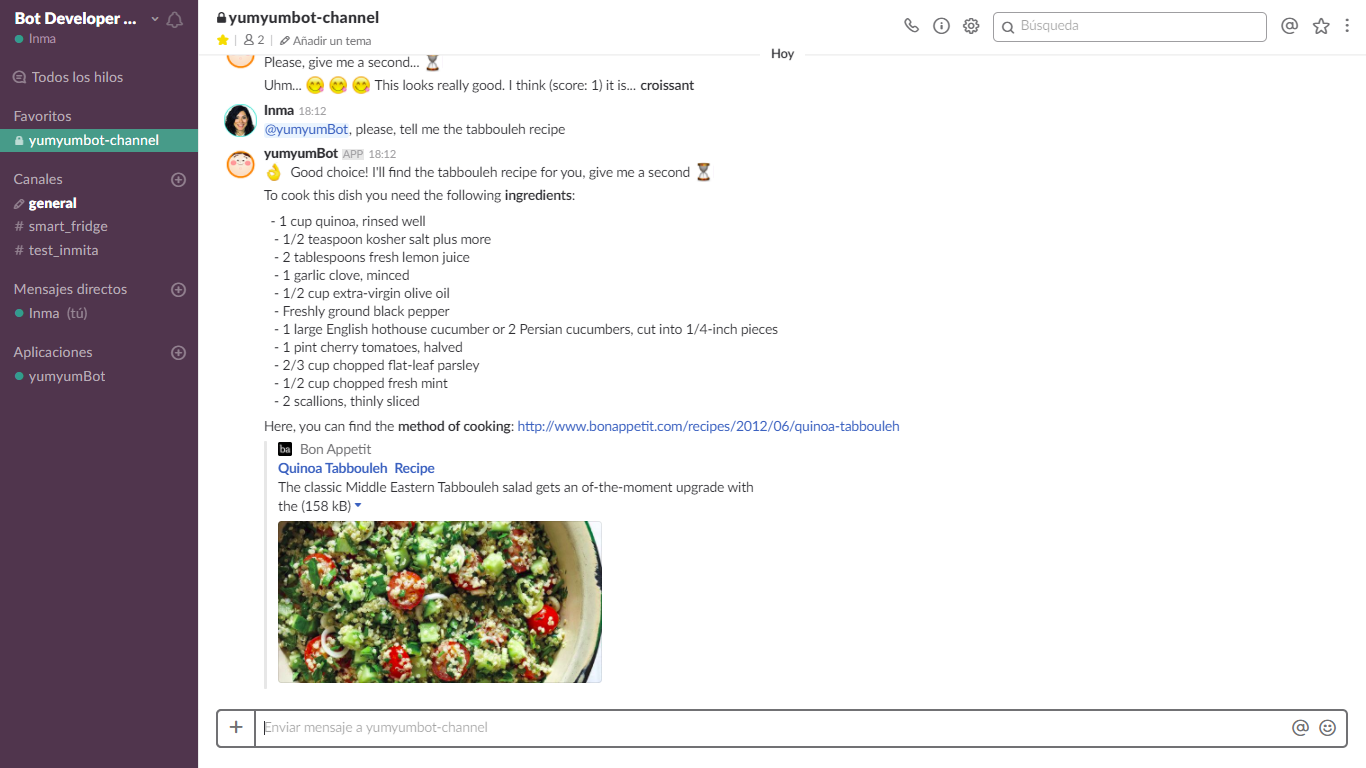 Bot Developer ...
Inma
Todos los hilos
Favoritos
yumyumbot-channel
Canales
general
# smart_fridge
# test_inmita
Mensajes directos
Inma (tú)
Aplicaciones
yumyumBot
yumyumbot-channel
2
Añadir un tema
Búsqueda
Hoy
Please, give me a second...
Uhm... This looks really good. I think (score: 1) it is... croissant
Inma 18:12
@yumyumBot, please, tell me the tabbouleh recipe
yumyumBot APP 18:12
Good choice! I'll find the tabbouleh recipe for you, give me a second
To cook this dish you need the following ingredients:
- 1 cup quinoa, rinsed well
- 1/2 teaspoon kosher salt plus more
- 2 tablespoons fresh lemon juice
- 1 garlic clove, minced
- 1/2 cup extra-virgin olive oil
- Freshly ground black pepper
- 1 large English hothouse cucumber or 2 Persian cucumbers, cut into 1/4-inch pieces
- 1 pint cherry tomatoes, halved
- 2/3 cup chopped flat-leaf parsley
- 1/2 cup chopped fresh mint
- 2 scallions, thinly sliced
Here, you can find the method of cooking: http://www.bonappetit.com/recipes/2012/06/quinoa-tabbouleh
ba Bon Appetit
Quinoa Tabbouleh Recipe
The classic Middle Eastern Tabbouleh salad gets an of-the-moment upgrade with
the (158 kB)
Enviar mensaje a yumyumbot-channel